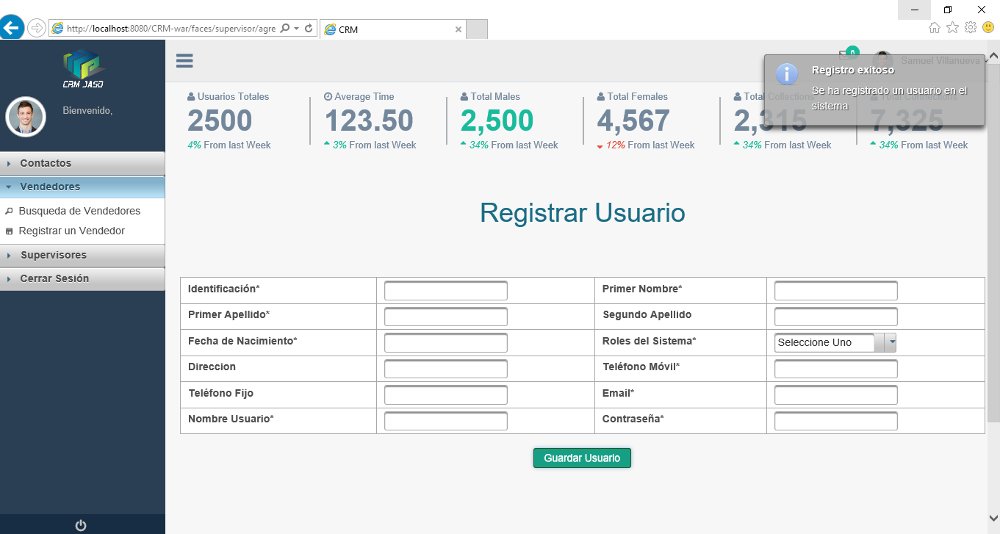 http://localhost:8080/CRM-war/faces/supervisor/agre
CRM
CRM JASD
Bienvenido,
6
Samuel Villanueva
Registro exitoso
Se ha registrado un usuario en el
sistema
Usuarios Totales
2500
4% From last Week
Average Time
123.50
3% From last Week
Total Males
2,500
34% From last Week
Total Females
4,567
12% From last Week
Total Collections
2,315
34% From last Week
Total Connections
7,325
34% From last Week
Contactos
Vendedores
Busqueda de Vendedores
Registrar un Vendedor
Supervisores
Cerrar Sesión
Registrar Usuario
Identificación*
Primer Nombre*
Primer Apellido*
Segundo Apellido
Fecha de Nacimiento*
Roles del Sistema*
Seleccione Uno
Direccion
Teléfono Móvil*
Teléfono Fijo
Email*
Nombre Usuario*
Contraseña*
Guardar Usuario